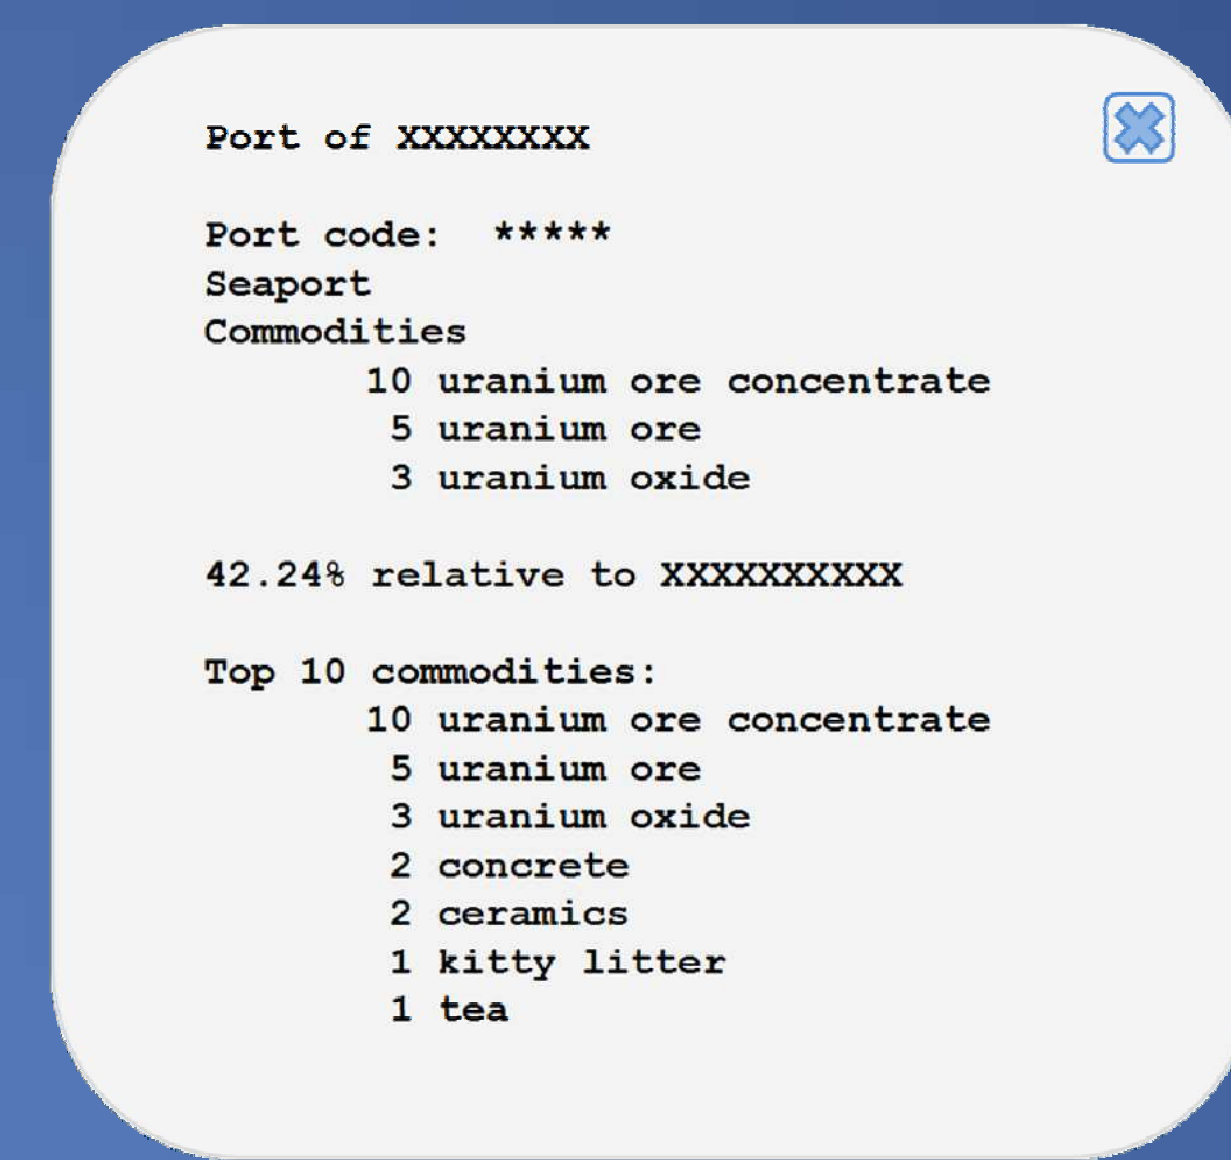 Port of XXXXXXXX
Port code: *****
Seaport
Commodities
10 uranium ore concentrate
5 uranium ore
3 uranium oxide
42.24% relative to XXXXXXXXXX
Top 10 commodities:
10 uranium ore concentrate
5 uranium ore
3 uranium oxide
2 concrete
2 ceramics
1 kitty litter
1 tea